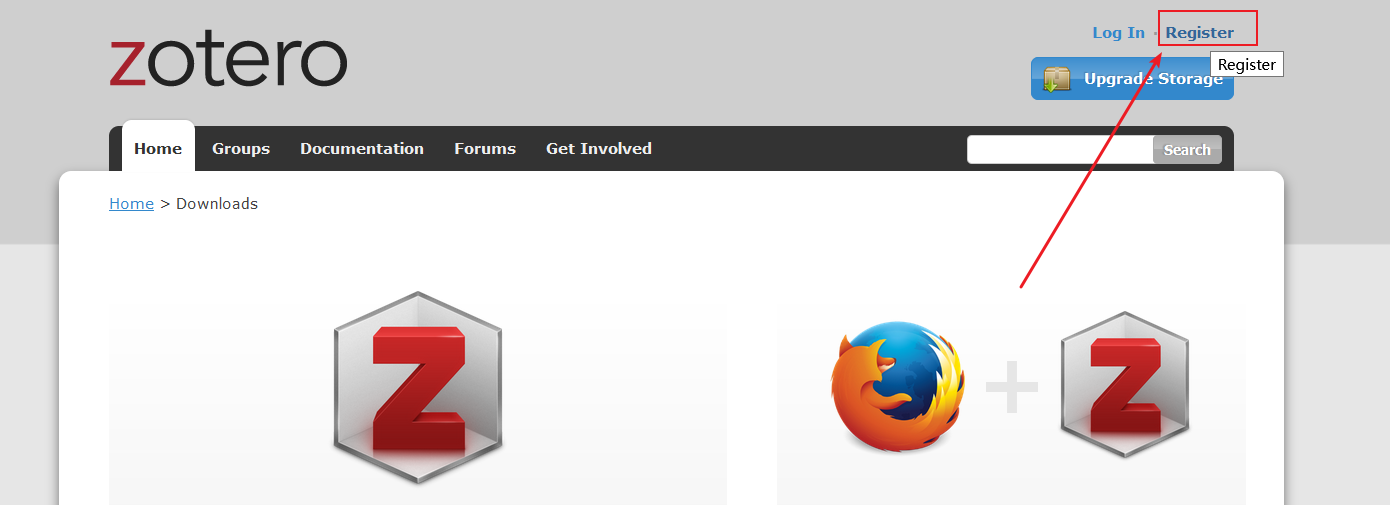 zotero
Log In • Register
Register
Upgrade Storage
Home Groups Documentation Forums Get Involved Search
Home > Downloads
Z
Z